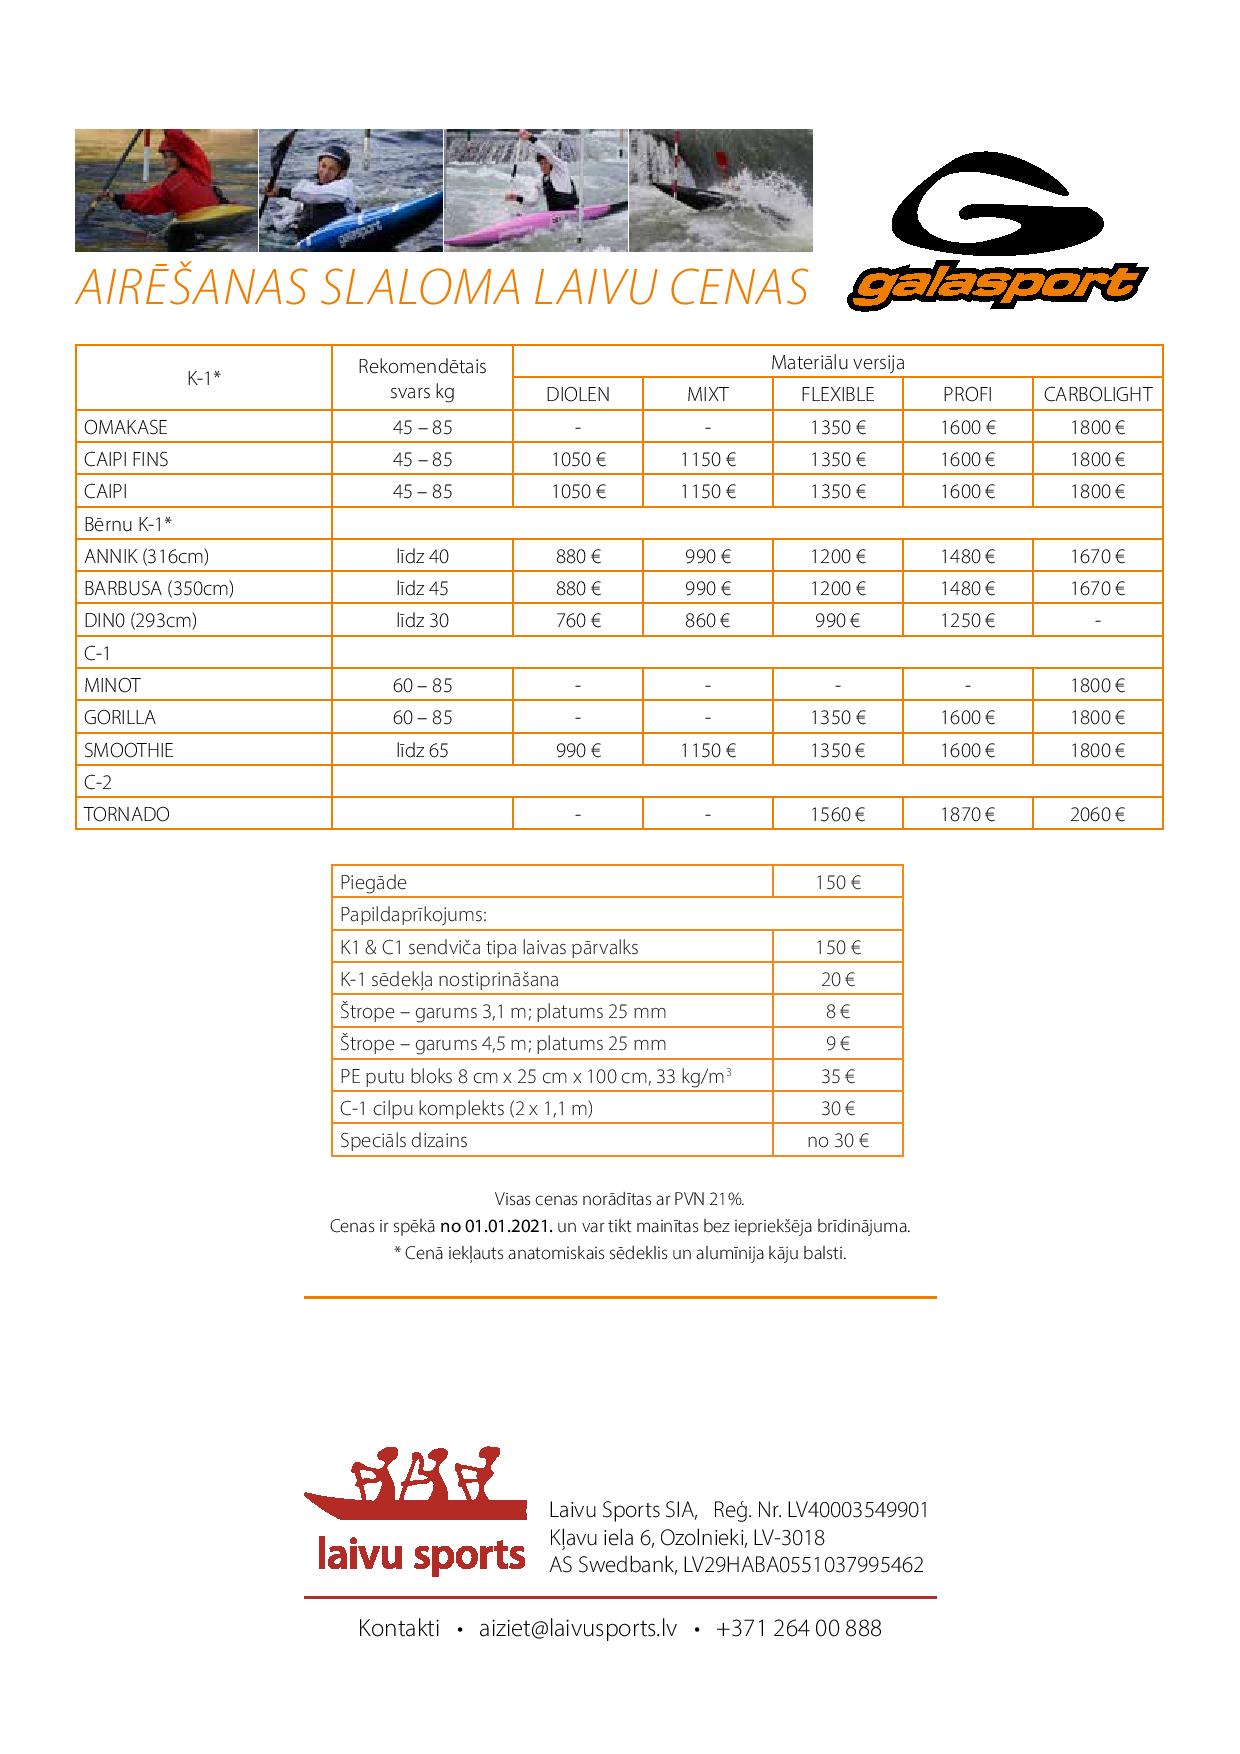 galasport
AIRĒŠANAS SLALOMA LAIVU CENAS
galasport
K-1* Rekomendētais svars kg Materiālu versija
DIOLEN MIXT FLEXIBLE PROFI CARBOLIGHT
OMAKASE 45 – 85 - - 1350 € 1600 € 1800 €
CAIPI FINS 45 – 85 1050 € 1150 € 1350 € 1600 € 1800 €
CAIPI 45 – 85 1050 € 1150 € 1350 € 1600 € 1800 €
Bērnu K-1*
ANNIK (316cm) līdz 40 880 € 990 € 1200 € 1480 € 1670 €
BARBUSA (350cm) līdz 45 880 € 990 € 1200 € 1480 € 1670 €
DIN0 (293cm) līdz 30 760 € 860 € 990 € 1250 € -
C-1
MINOT 60 – 85 - - - - 1800 €
GORILLA 60 – 85 - - 1350 € 1600 € 1800 €
SMOOTHIE līdz 65 990 € 1150 € 1350 € 1600 € 1800 €
C-2
TORNADO - - 1560 € 1870 € 2060 €
Piegāde 150 €
Papildaprīkojums:
K1 & C1 sendviča tipa laivas pārvalks 150 €
K-1 sēdekļa nostiprināšana 20 €
Štrope – garums 3,1 m; platums 25 mm 8 €
Štrope – garums 4,5 m; platums 25 mm 9 €
PE putu bloks 8 cm x 25 cm x 100 cm, 33 kg/m³ 35 €
C-1 cilpu komplekts (2 x 1,1 m) 30 €
Speciāls dizains no 30 €
Visas cenas norādītas ar PVN 21%.
Cenas ir spēkā no 01.01.2021. un var tikt mainītas bez iepriekšēja brīdinājuma.
* Cenā iekļauts anatomiskais sēdeklis un alumīnija kāju balsti.
laivu sports
Laivu Sports SIA, Reģ. Nr. LV40003549901
Kļavu iela 6, Ozolnieki, LV-3018
AS Swedbank, LV29HABA0551037995462
Kontakti • aiziet@laivusports.lv • +371 264 00 888